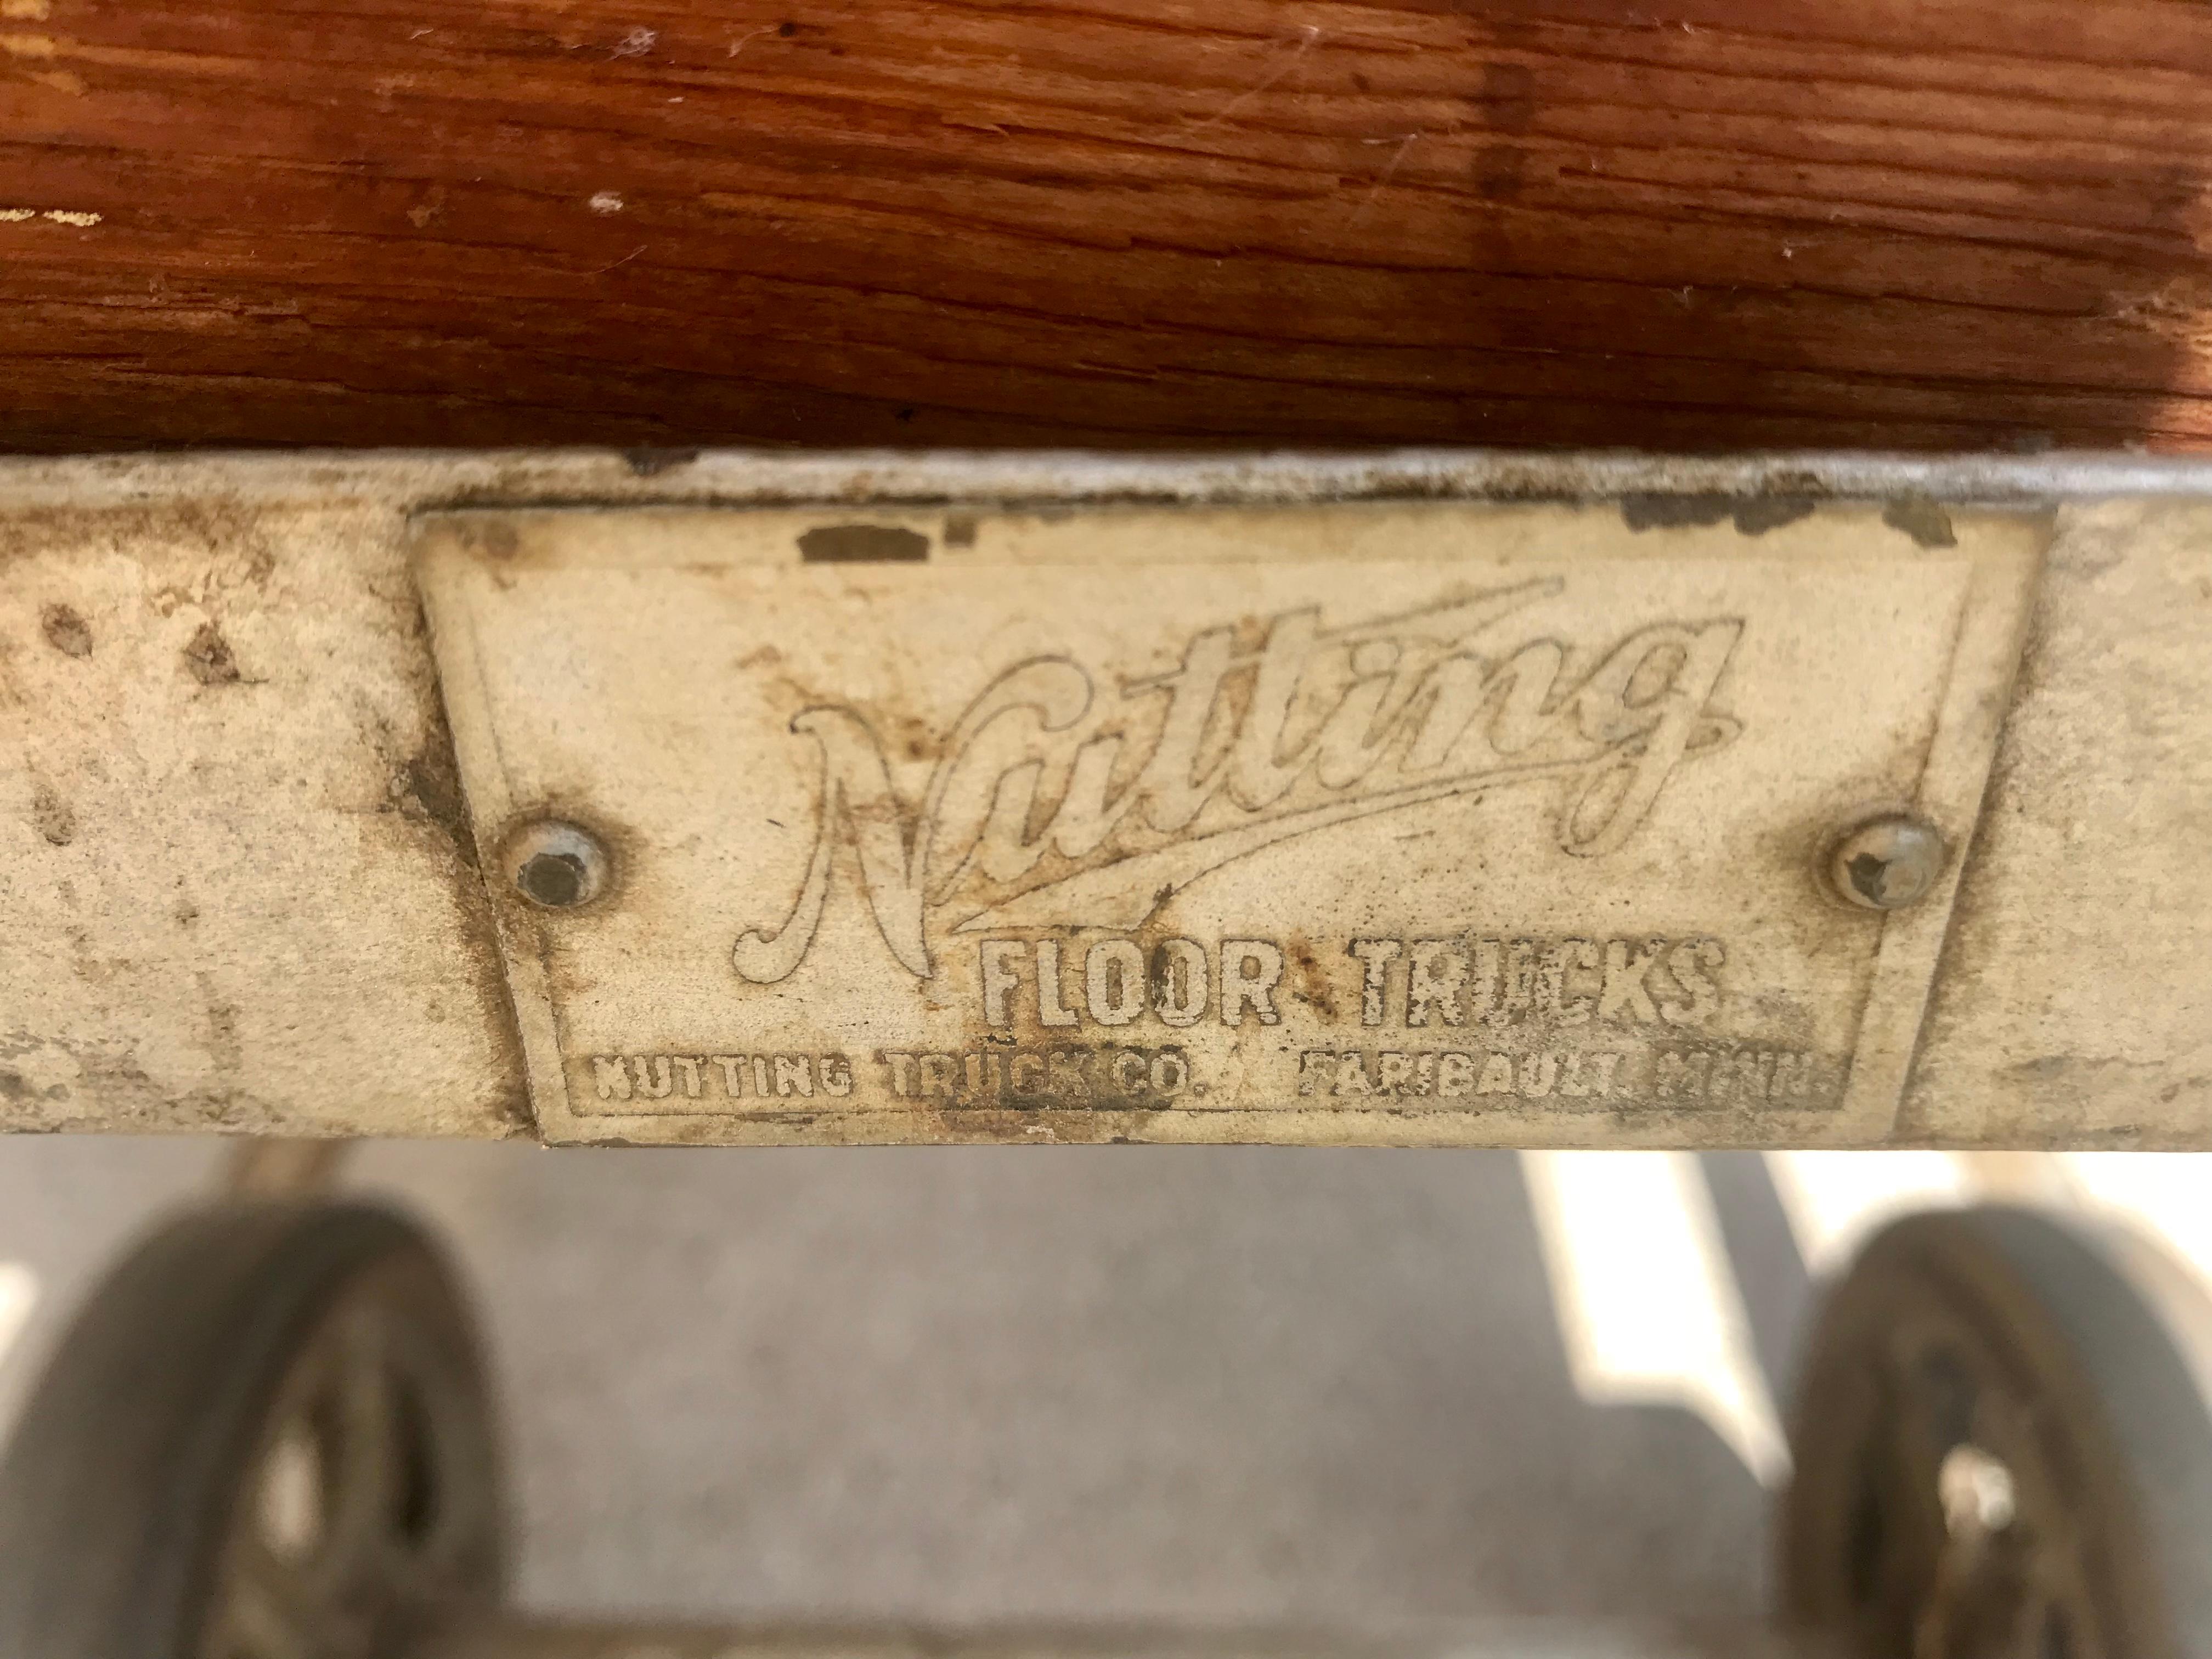 Nutting
FLOOR TRUCKS
NUTTING TRUCK CO. FARIBAULT, MINN.